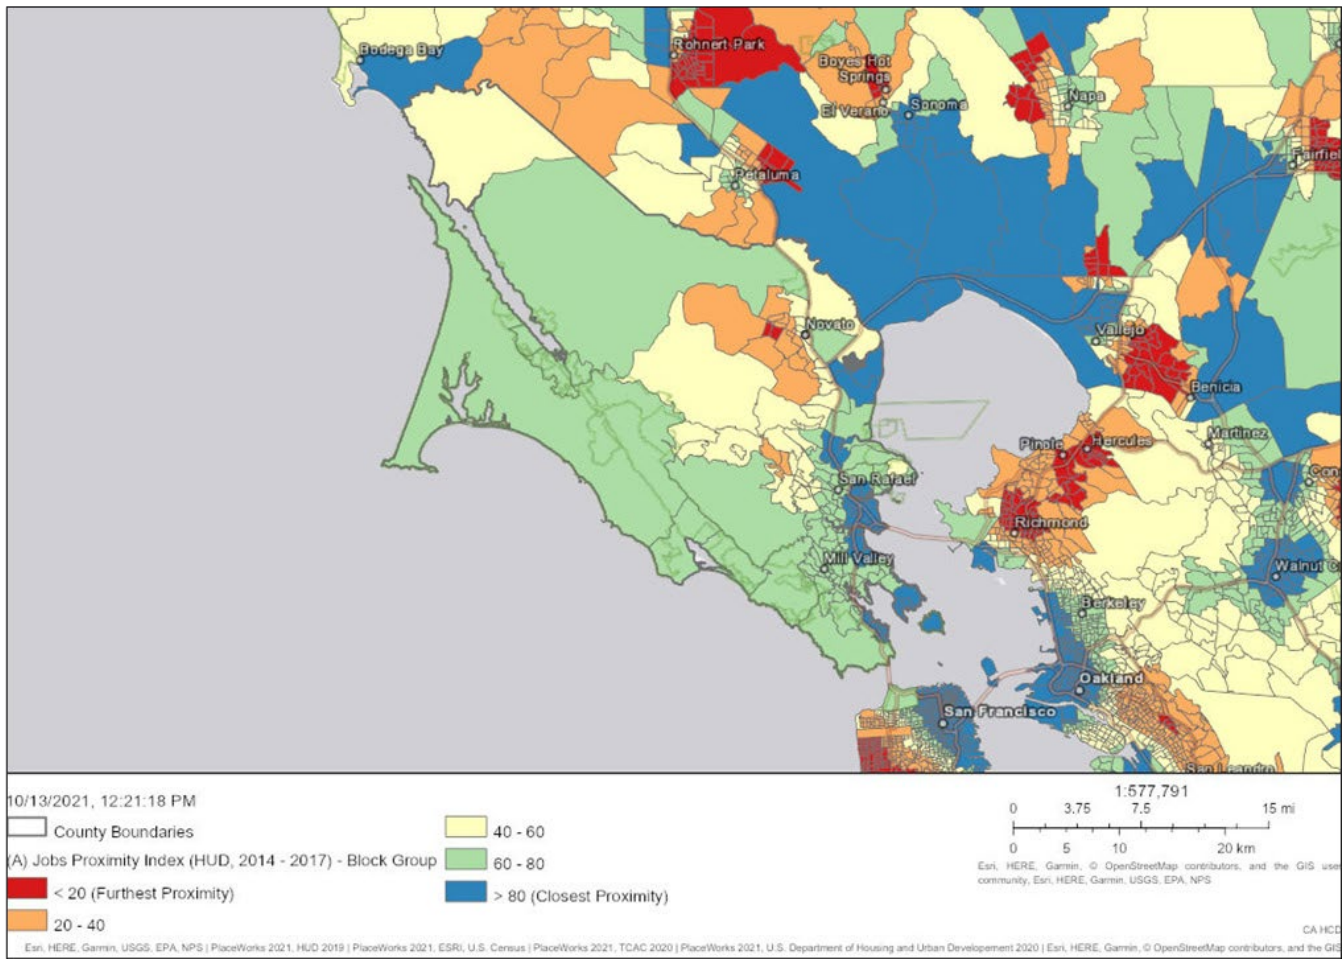 Bodega Bay
Rohnert Park
Boyes Hot
Springs
El Verano
Sonoma
Napa
Fairfiel
Petaluma
Novato
Vallejo
Benicia
Martinez
Pinole
Hercules
Con
San Rafael
Richmond
Mill Valley
Walnut C
Berkeley
Oakland
San Francisco
San Leandro
10/13/2021, 12:21:18 PM
County Boundaries
(A) Jobs Proximity Index (HUD, 2014 - 2017) - Block Group
< 20 (Furthest Proximity)
20 - 40
40 - 60
60 - 80
> 80 (Closest Proximity)
1:577,791
0 3.75 7.5 15 mi
0 5 10 20 km
Esri, HERE, Garmin, © OpenStreetMap contributors, and the GIS user
community, Esri, HERE, Garmin, USGS, EPA, NPS
CA HCD
Esri, HERE, Garmin, USGS, EPA, NPS | PlaceWorks 2021, HUD 2019 | PlaceWorks 2021, ESRI, U.S. Census | PlaceWorks 2021, TCAC 2020 | PlaceWorks 2021, U.S. Department of Housing and Urban Developement 2020 | Esri, HERE, Garmin, © OpenStreetMap contributors, and the GIS